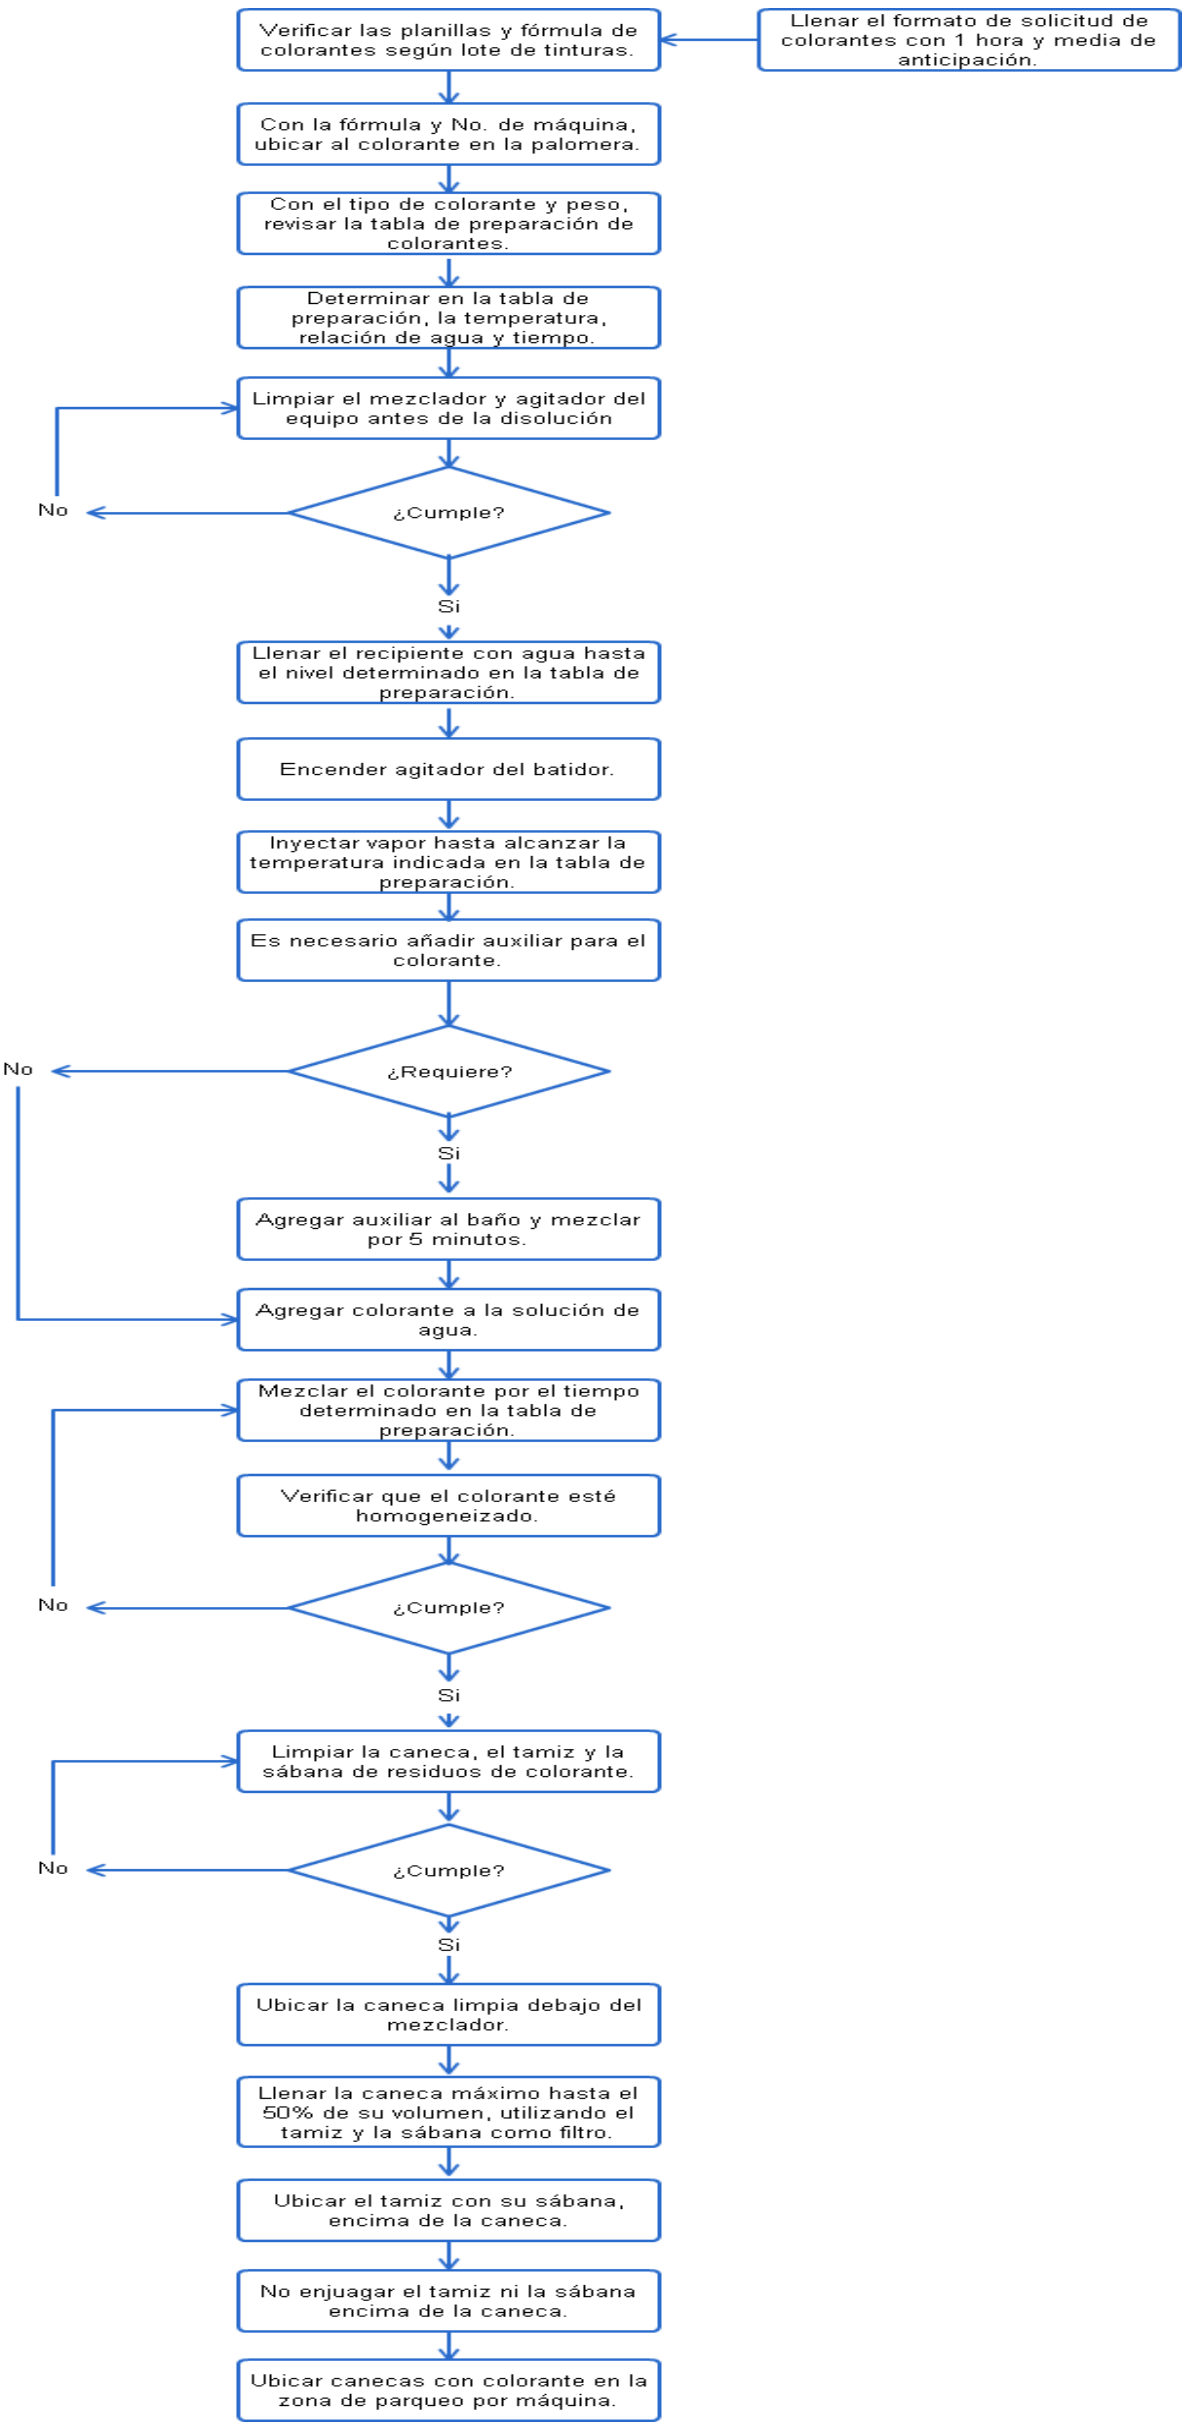 Verificar las planillas y fórmula de
colorantes según lote de tinturas.
Llenar el formato de solicitud de
colorantes con 1 hora y media de
anticipación.
Con la fórmula y No. de máquina,
ubicar al colorante en la palomera.
Con el tipo de colorante y peso,
revisar la tabla de preparación de
colorantes.
Determinar en la tabla de
preparación, la temperatura,
relación de agua y tiempo.
Limpiar el mezclador y agitador del
equipo antes de la disolución
No
¿Cumple?
Si
Llenar el recipiente con agua hasta
el nivel determinado en la tabla de
preparación.
Encender agitador del batidor.
Inyectar vapor hasta alcanzar la
temperatura indicada en la tabla de
preparación.
Es necesario añadir auxiliar para el
colorante.
No
¿Requiere?
Si
Agregar auxiliar al baño y mezclar
por 5 minutos.
Agregar colorante a la solución de
agua.
Mezclar el colorante por el tiempo
determinado en la tabla de
preparación.
Verificar que el colorante esté
homogeneizado.
No
¿Cumple?
Si
Limpiar la caneca, el tamiz y la
sábana de residuos de colorante.
No
¿Cumple?
Si
Ubicar la caneca limpia debajo del
mezclador.
Llenar la caneca máximo hasta el
50% de su volumen, utilizando el
tamiz y la sábana como filtro.
Ubicar el tamiz con su sábana,
encima de la caneca.
No enjuagar el tamiz ni la sábana
encima de la caneca.
Ubicar canecas con colorante en la
zona de parqueo por máquina.